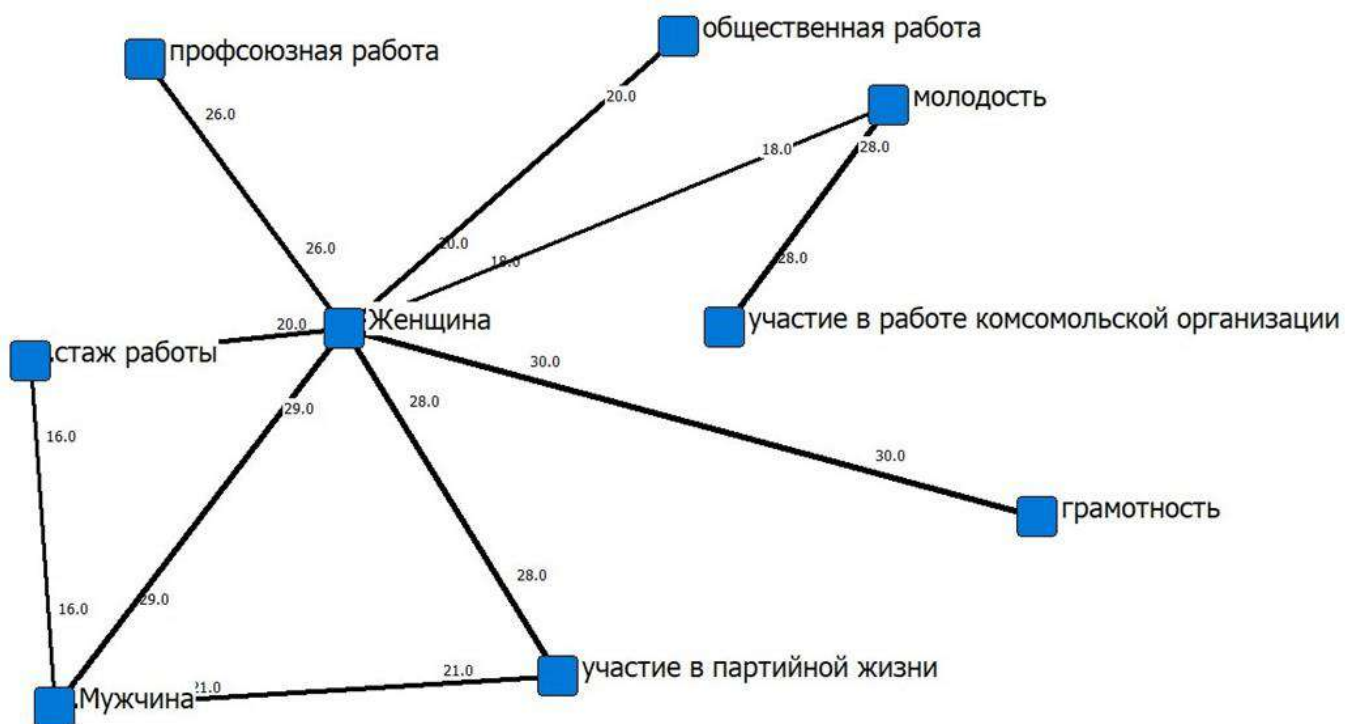 общественная работа
профсоюзная работа
молодость
20.0
26.0
18.0
28.0
20.0
26.0
18.0
28.0
Женщина
участие в работе комсомольской организации
20.0
стаж работы
30.0
29.0
28.0
16.0
30.0
грамотность
28.0
29.0
16.0
участие в партийной жизни
21.0
21.0
Мужчина